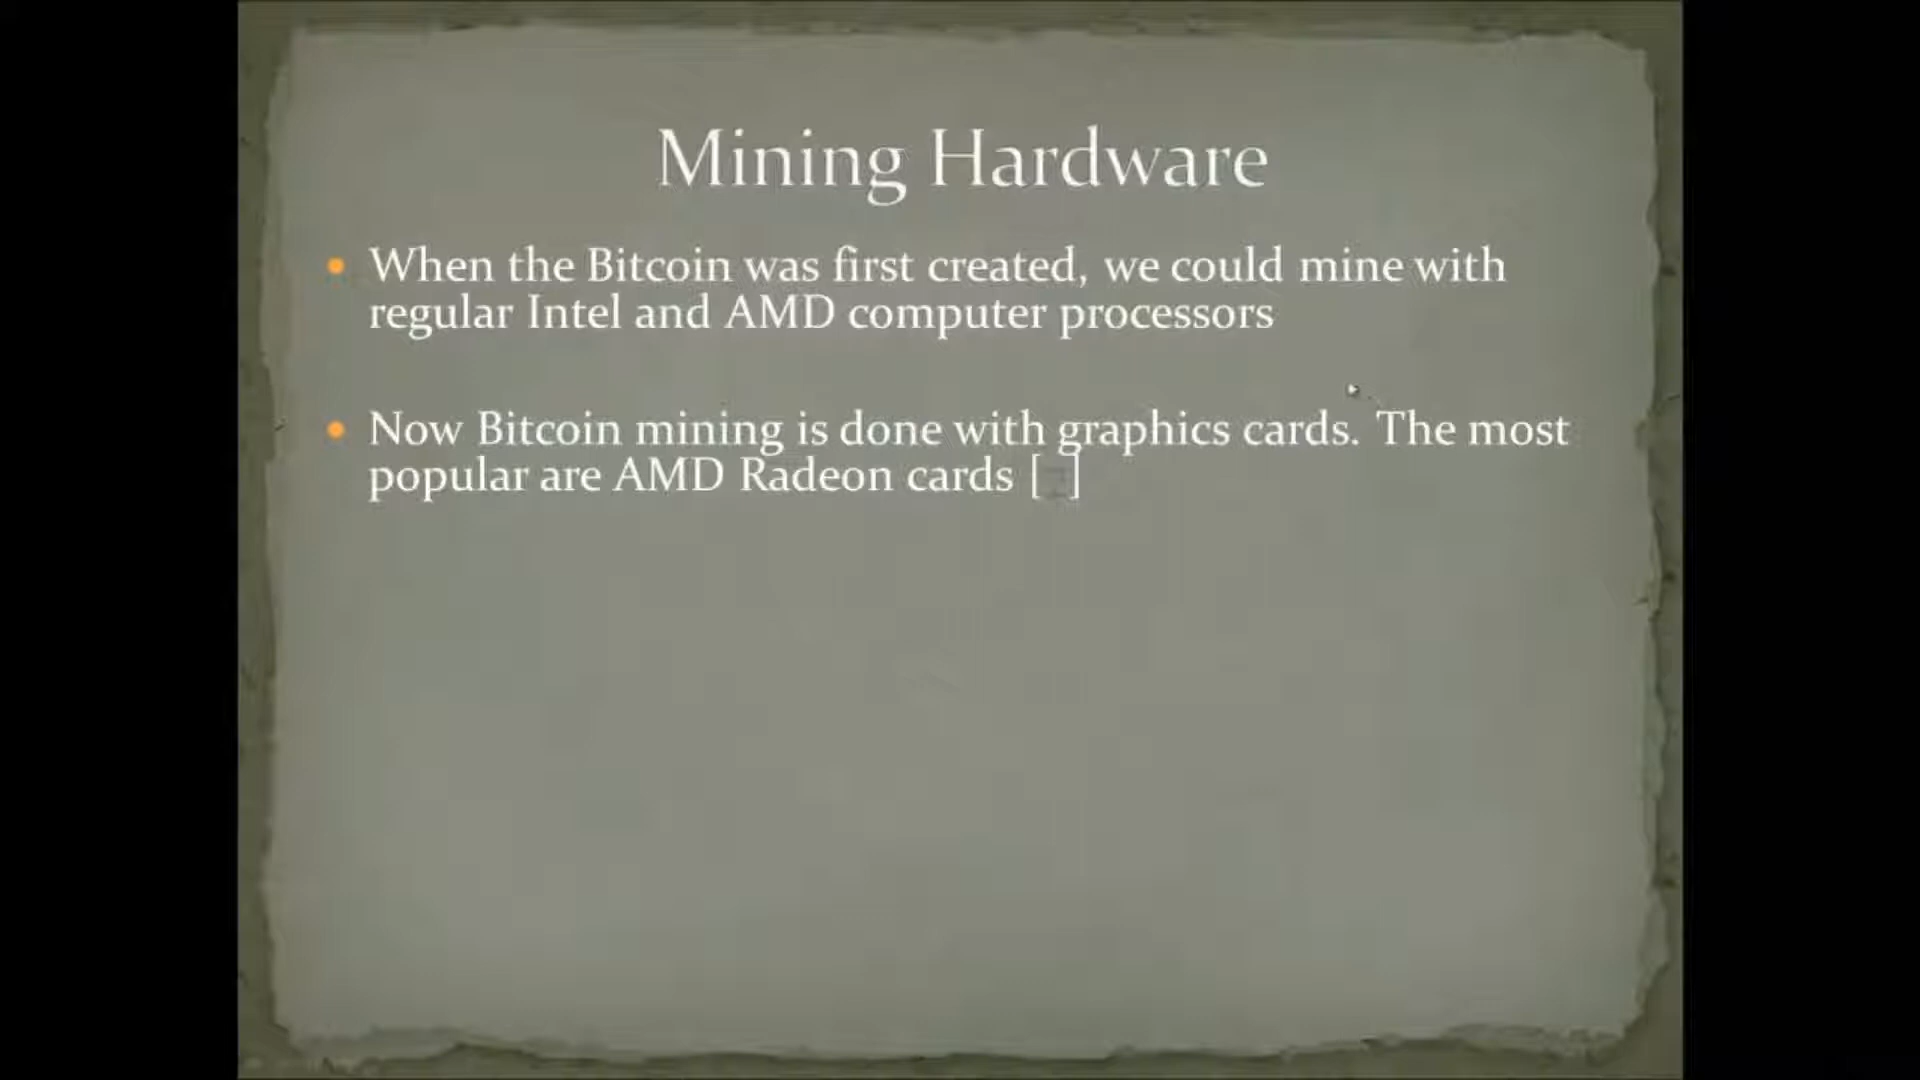 Mining Hardware
When the Bitcoin was first created, we could mine with
regular Intel and AMD computer processors
Now Bitcoin mining is done with graphics cards. The most
popular are AMD Radeon cards [ ]